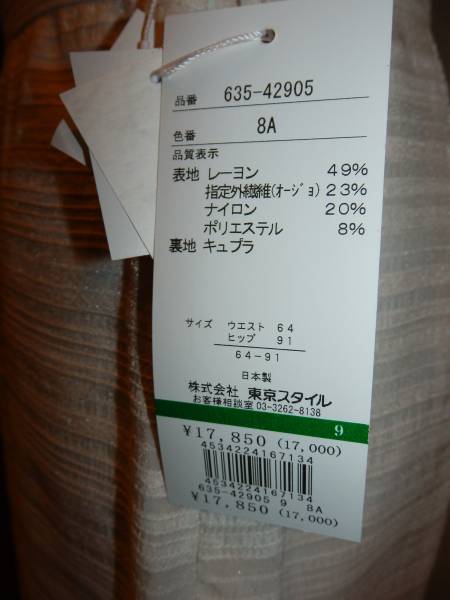 品番 635-42905
色番 8A
品質表示
表地 レーヨン 49%
指定外繊維(オージョ) 23%
ナイロン 20%
ポリエステル 8%
裏地 キュプラ
サイズ ウエスト 64
ヒップ 91
64-91
日本製
株式会社 東京スタイル
お客様相談室 03-3262-8138
9
¥17,850 (17,000)
4534224167134
4534224167134
635-42905 9 8A
¥17,850 (17,000)